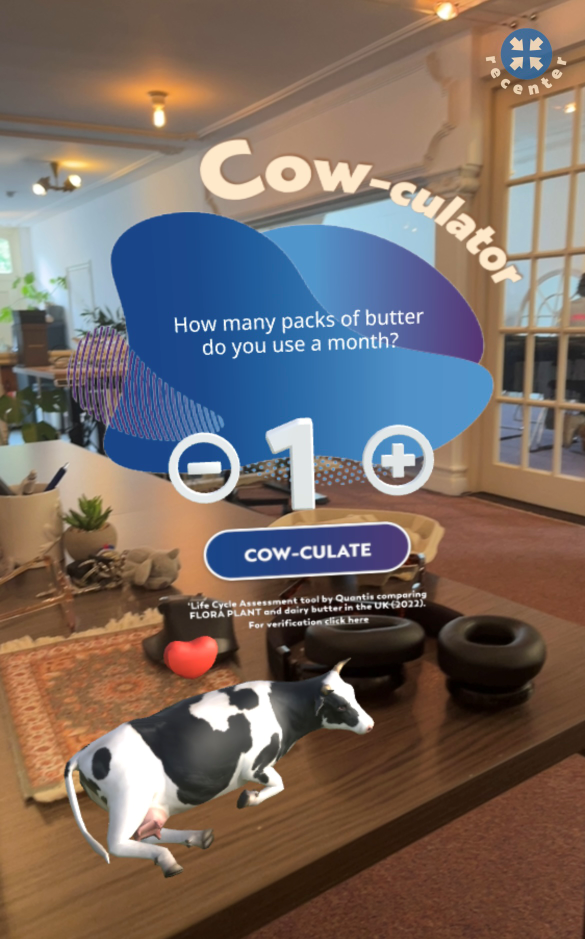 recenter
Cow-culator
How many packs of butter
do you use a month?
1
COW-CULATE
*Life Cycle Assessment tool by Quantis comparing
FLORA PLANT and dairy butter in the UK (2022).
For verification click here